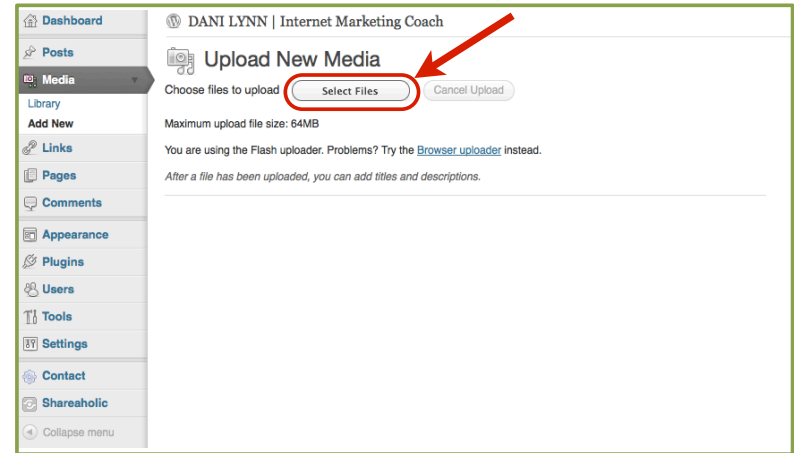 Dashboard
Posts
Media
Library
Add New
Links
Pages
Comments
Appearance
Plugins
Users
Tools
Settings
Contact
Shareaholic
Collapse menu
DANI LYNN | Internet Marketing Coach
Upload New Media
Choose files to upload Select Files Cancel Upload
Maximum upload file size: 64MB
You are using the Flash uploader. Problems? Try the Browser uploader instead.
After a file has been uploaded, you can add titles and descriptions.